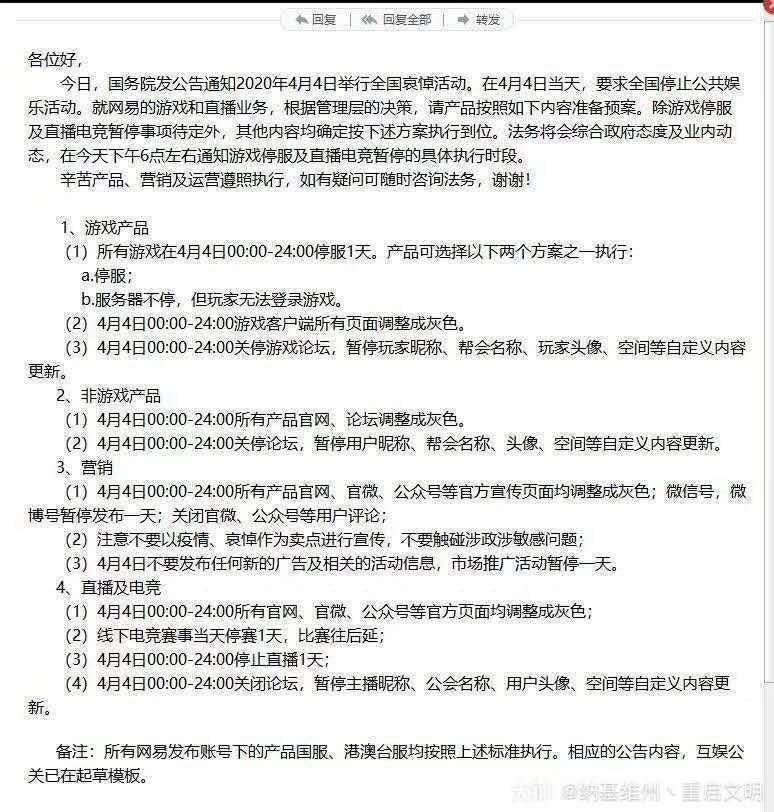 回复 | 回复全部 | 转发
各位好，
今日，国务院发公告通知2020年4月4日举行全国哀悼活动。在4月4日当天，要求全国停止公共娱
乐活动。就网易的游戏和直播业务，根据管理层的决策，请产品按照如下内容准备预案。除游戏停服
及直播电竞暂停事项待定外，其他内容均确定按下述方案执行到位。法务将会综合政府态度及业内动
态，在今天下午6点左右通知游戏停服及直播电竞暂停的具体执行时段。
辛苦产品、营销及运营遵照执行，如有疑问可随时咨询法务，谢谢！
1、游戏产品
（1）所有游戏在4月4日00:00-24:00停服1天。产品可选择以下两个方案之一执行：
a.停服；
b.服务器不停，但玩家无法登录游戏。
（2）4月4日00:00-24:00游戏客户端所有页面调整成灰色。
（3）4月4日00:00-24:00关停游戏论坛，暂停玩家昵称、帮会名称、玩家头像、空间等自定义内容
更新。
2、非游戏产品
（1）4月4日00:00-24:00所有产品官网、论坛调整成灰色。
（2）4月4日00:00-24:00关停论坛，暂停用户昵称、帮会名称、头像、空间等自定义内容更新。
3、营销
（1）4月4日00:00-24:00所有产品官网、官微、公众号等官方宣传页面均调整成灰色；微信号，微
博号暂停发布一天；关闭官微、公众号等用户评论；
（2）注意不要以疫情、哀悼作为卖点进行宣传，不要触碰涉政涉敏感问题；
（3）4月4日不要发布任何新的广告及相关的活动信息，市场推广活动暂停一天。
4、直播及电竞
（1）4月4日00:00-24:00所有官网、官微、公众号等官方页面均调整成灰色；
（2）线下电竞赛事当天停赛1天，比赛往后延；
（3）4月4日00:00-24:00停止直播1天；
（4）4月4日00:00-24:00关闭论坛，暂停主播昵称、公会名称、用户头像、空间等自定义内容更
新。
备注：所有网易发布账号下的产品国服、港澳台服均按照上述标准执行。相应的公告内容，互娱公
关已在起草模板。
@纳基维州丶重启文明